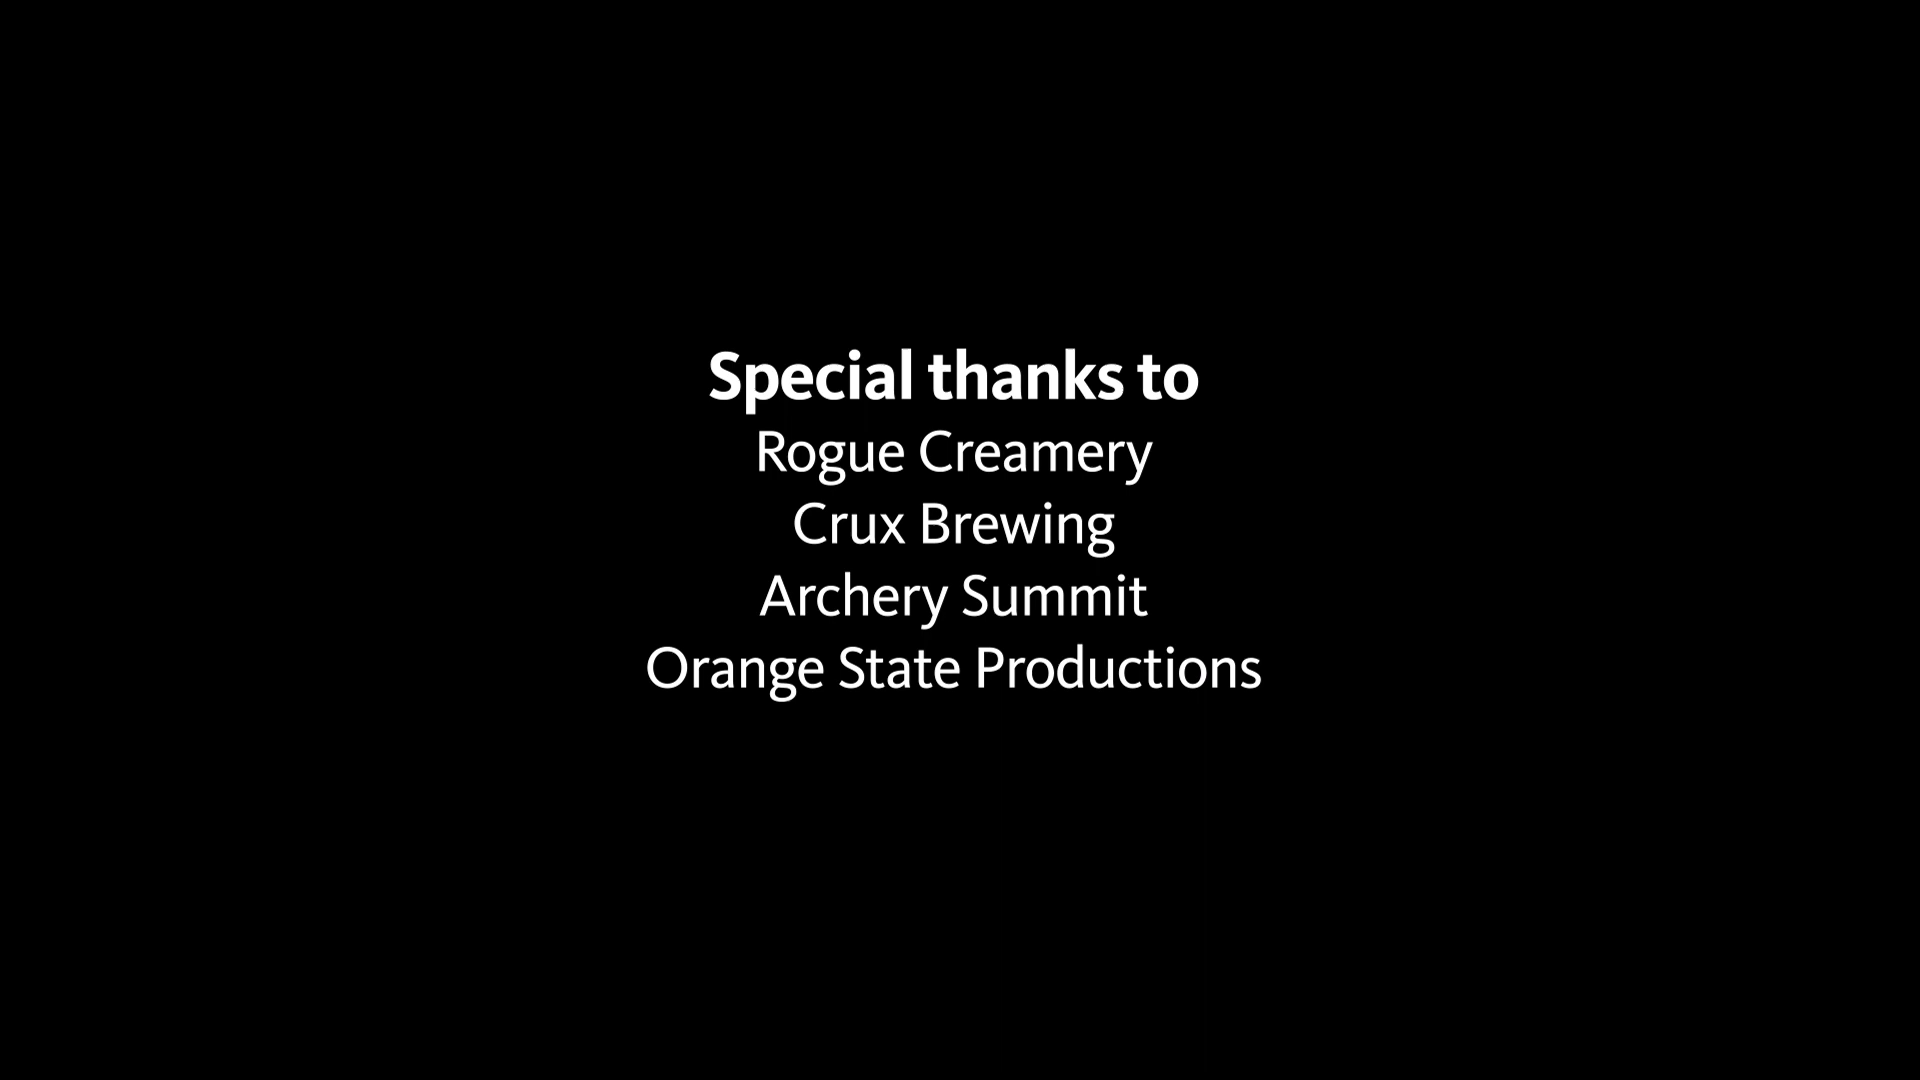 Special thanks to
Rogue Creamery
Crux Brewing
Archery Summit
Orange State Productions